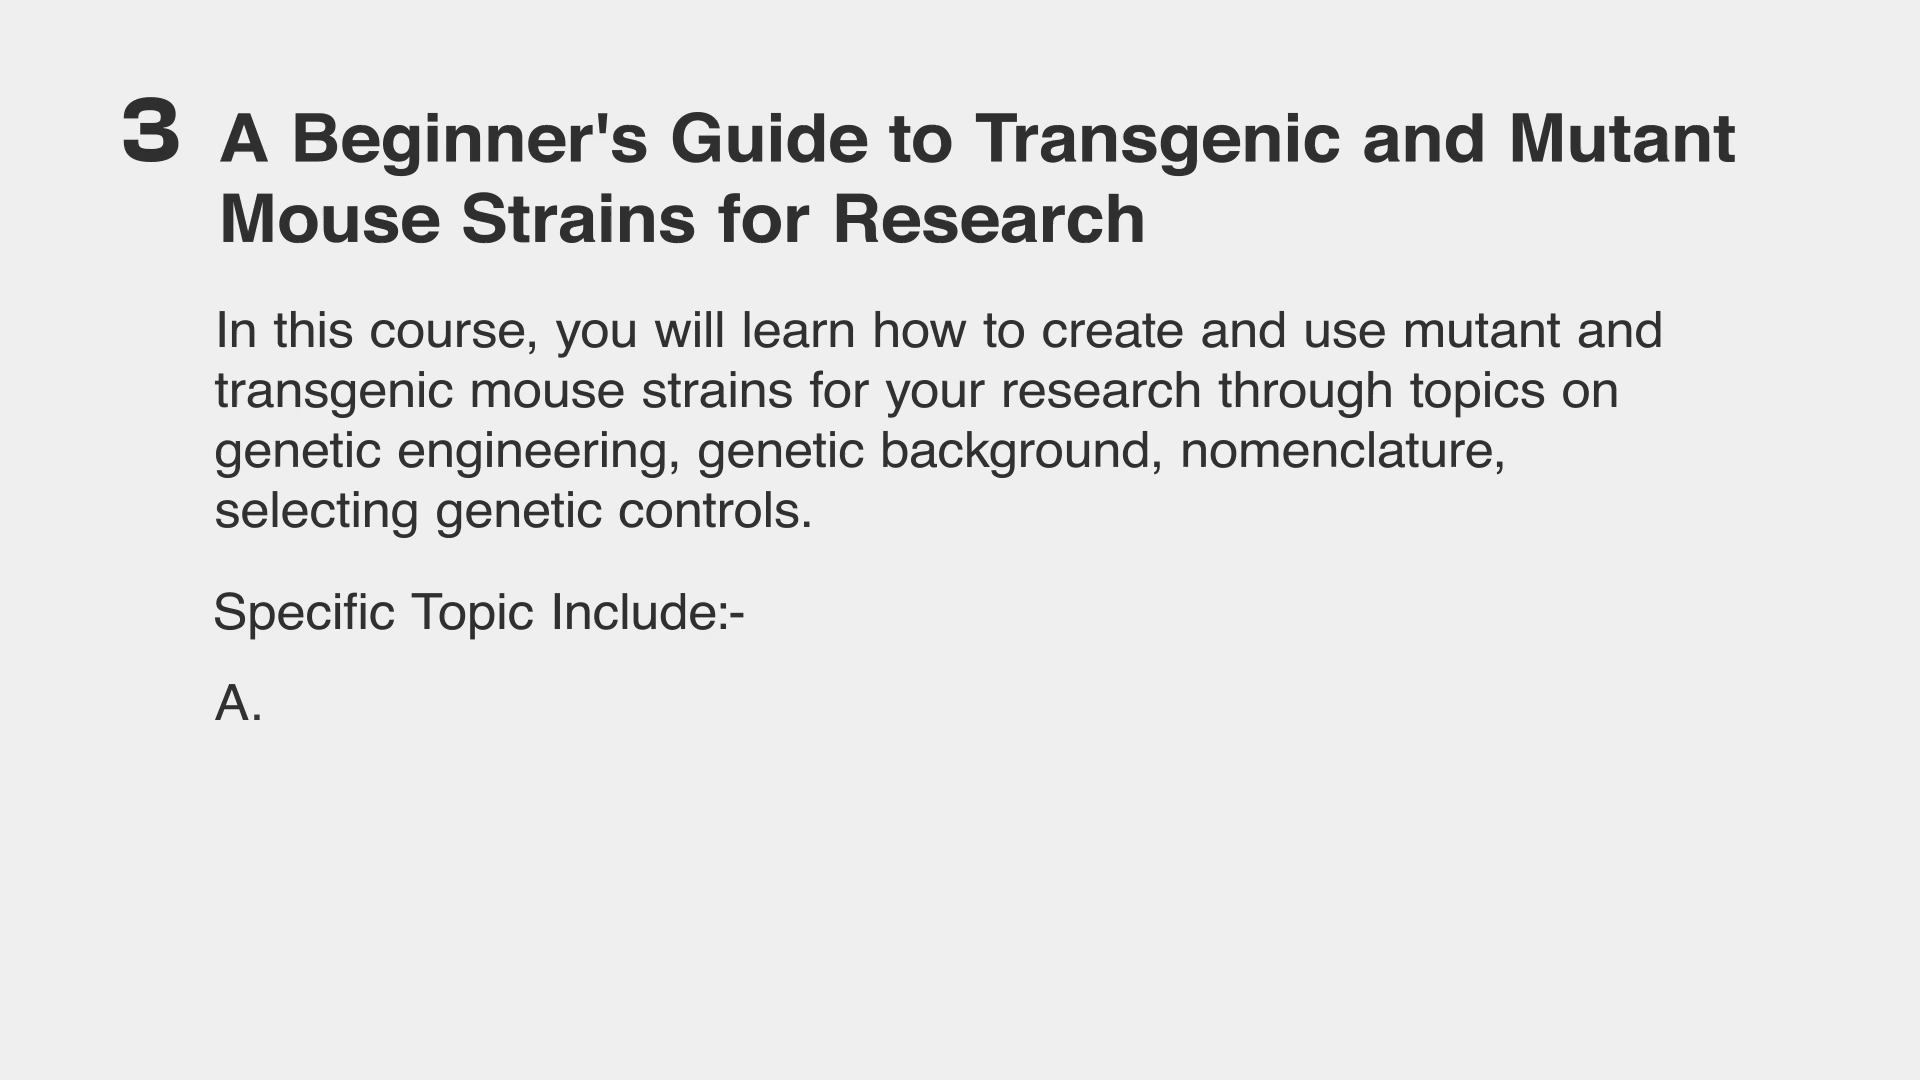 3 A Beginner's Guide to Transgenic and Mutant
Mouse Strains for Research
In this course, you will learn how to create and use mutant and
transgenic mouse strains for your research through topics on
genetic engineering, genetic background, nomenclature,
selecting genetic controls.
Specific Topic Include:-
A.